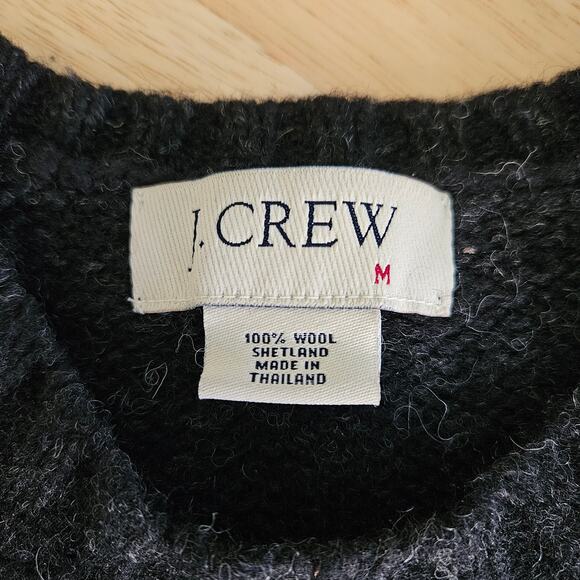 J.CREW
M
100% WOOL
SHETLAND
MADE IN
THAILAND